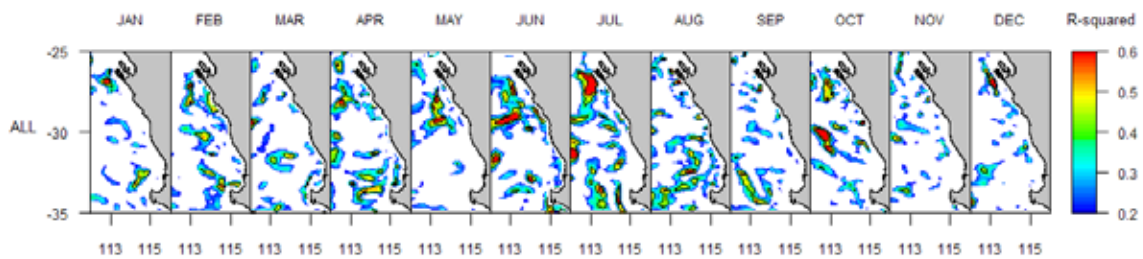 JAN FEB MAR APR MAY JUN JUL AUG SEP OCT NOV DEC R-squared
-25 0.6
0.5
ALL -30 0.4
0.3
-35 0.2
113 115 113 115 113 115 113 115 113 115 113 115 113 115 113 115 113 115 113 115 113 115 113 115